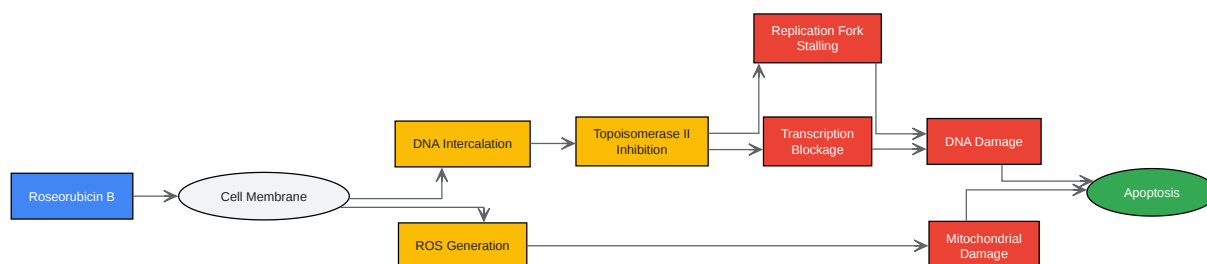 Roseorubicin B
Cell Membrane
DNA Intercalation
ROS Generation
Topoisomerase II
Inhibition
Replication Fork
Stalling
Transcription
Blockage
DNA Damage
Mitochondrial
Damage
Apoptosis